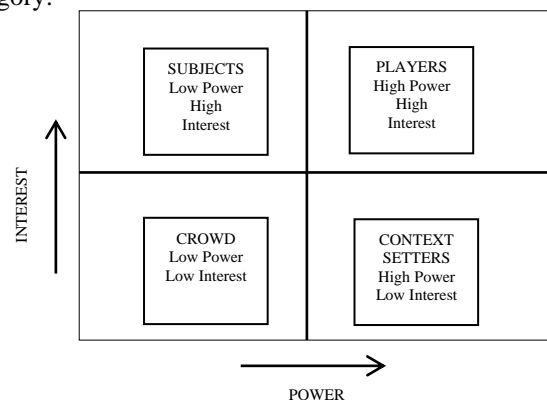 gory.
SUBJECTS
Low Power
High
Interest
PLAYERS
High Power
High
Interest
INTEREST
CROWD
Low Power
Low Interest
CONTEXT
SETTERS
High Power
Low Interest
POWER